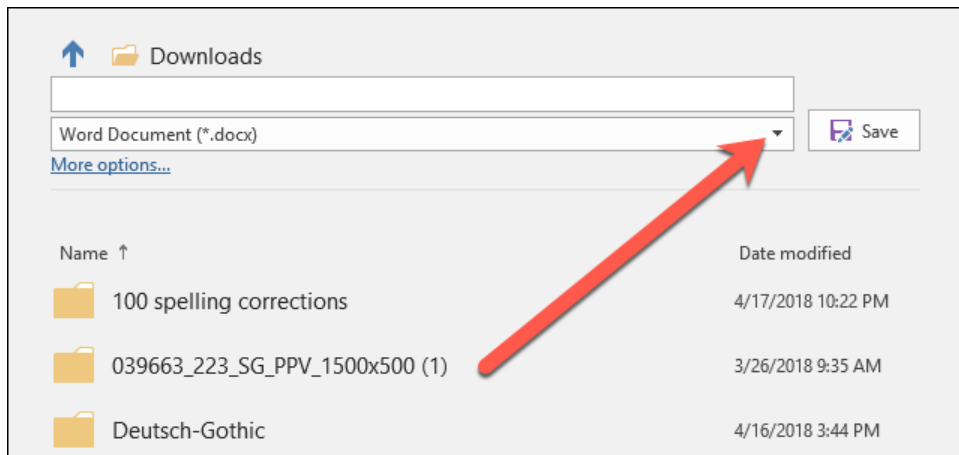 Downloads
Word Document (*.docx)
Save
More options...
Name ↑ Date modified
100 spelling corrections 4/17/2018 10:22 PM
039663_223_SG_PPV_1500x500 (1) 3/26/2018 9:35 AM
Deutsch-Gothic 4/16/2018 3:44 PM